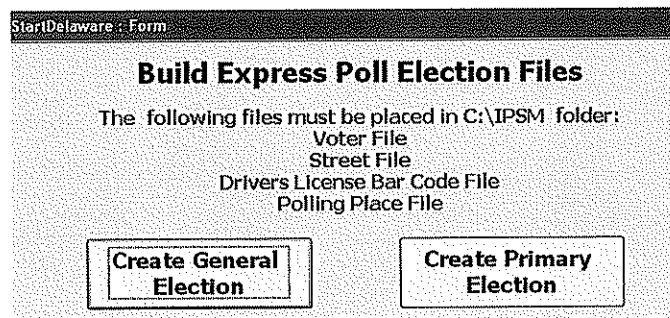 StartDelaware : Form
Build Express Poll Election Files
The following files must be placed in C:\IPSM folder:
Voter File
Street File
Drivers License Bar Code File
Polling Place File
Create General
Election
Create Primary
Election